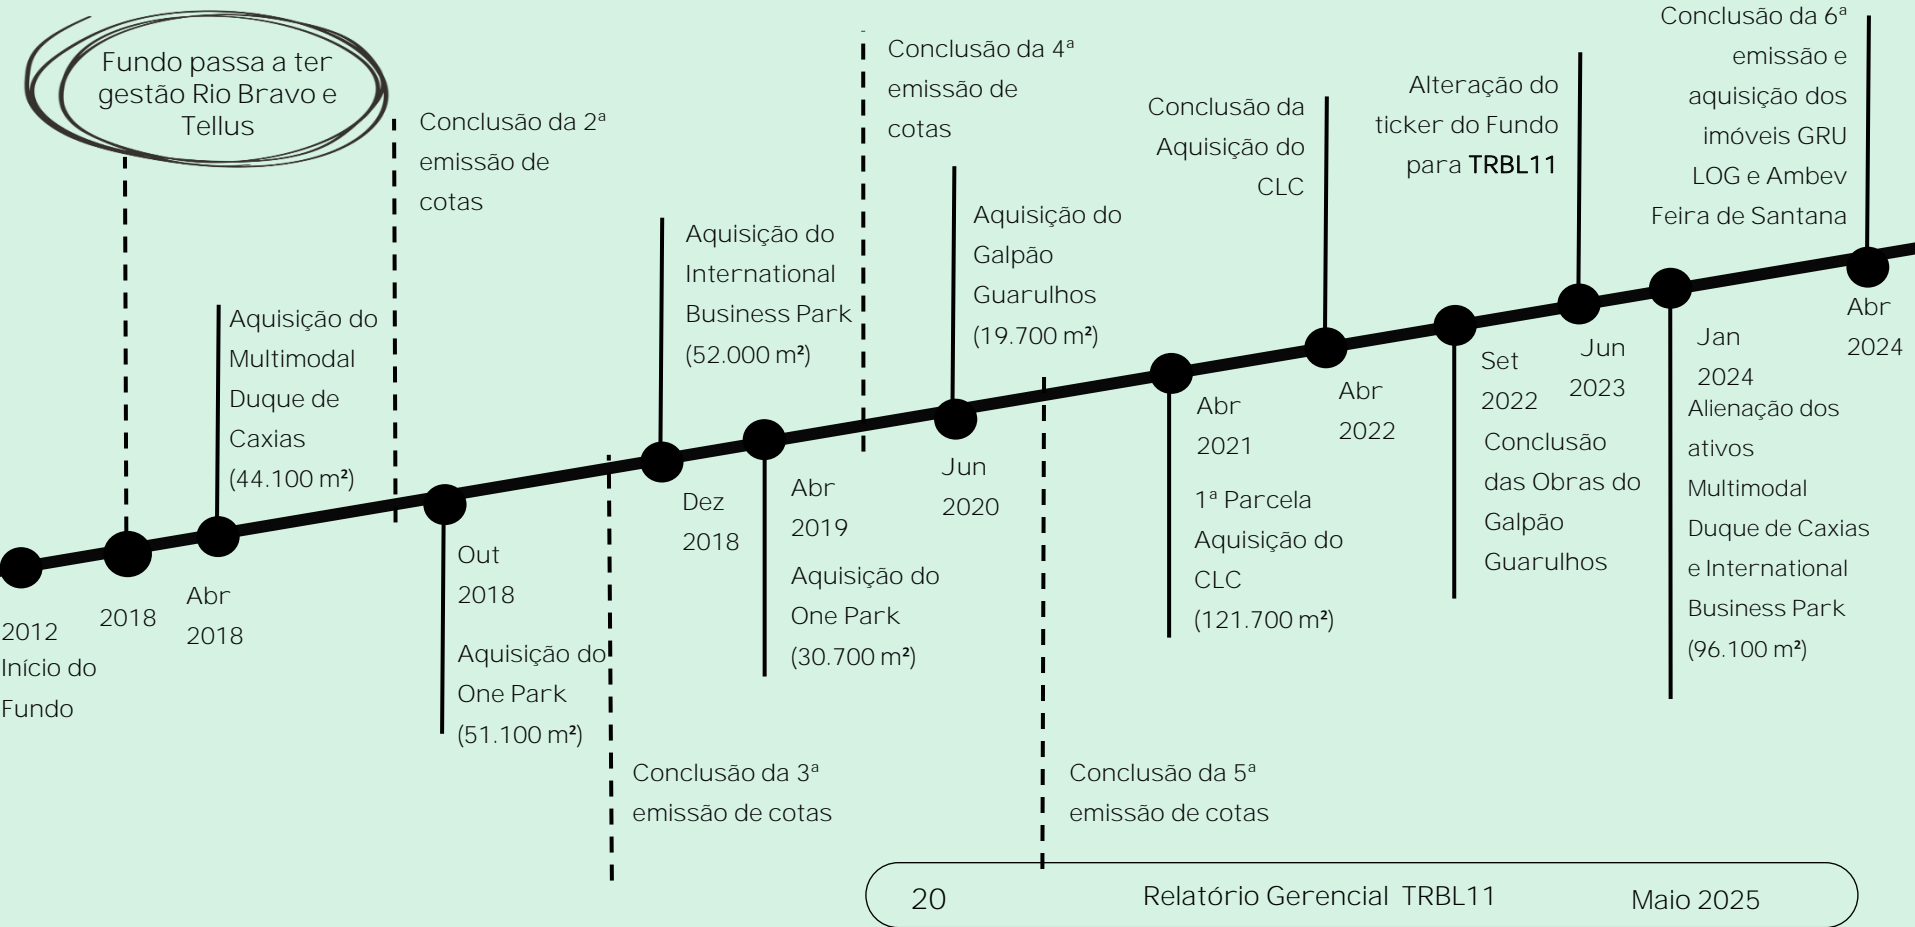 Fundo passa a ter
gestão Rio Bravo e
Tellus
Conclusão da 2ª
emissão de
cotas
Conclusão da 4ª
emissão de
cotas
Conclusão da
Aquisição do
CLC
Alteração do
ticker do Fundo
para TRBL11
Conclusão da 6ª
emissão e
aquisição dos
imóveis GRU
LOG e Ambev
Feira de Santana
Aquisição do
Multimodal
Duque de
Caxias
(44.100 m²)
Aquisição do
International
Business Park
(52.000 m²)
Aquisição do
Galpão
Guarulhos
(19.700 m²)
2012
Início do
Fundo
2018
Abr
2018
Out
2018
Aquisição do
One Park
(51.100 m²)
Dez
2018
Abr
2019
Aquisição do
One Park
(30.700 m²)
Jun
2020
Abr
2021
1ª Parcela
Aquisição do
CLC
(121.700 m²)
Abr
2022
Set
2022
Conclusão
das Obras do
Galpão
Guarulhos
Jun
2023
Jan
2024
Alienação dos
ativos
Multimodal
Duque de Caxias
e International
Business Park
(96.100 m²)
Abr
2024
Conclusão da 3ª
emissão de cotas
Conclusão da 5ª
emissão de cotas
20 Relatório Gerencial TRBL11 Maio 2025